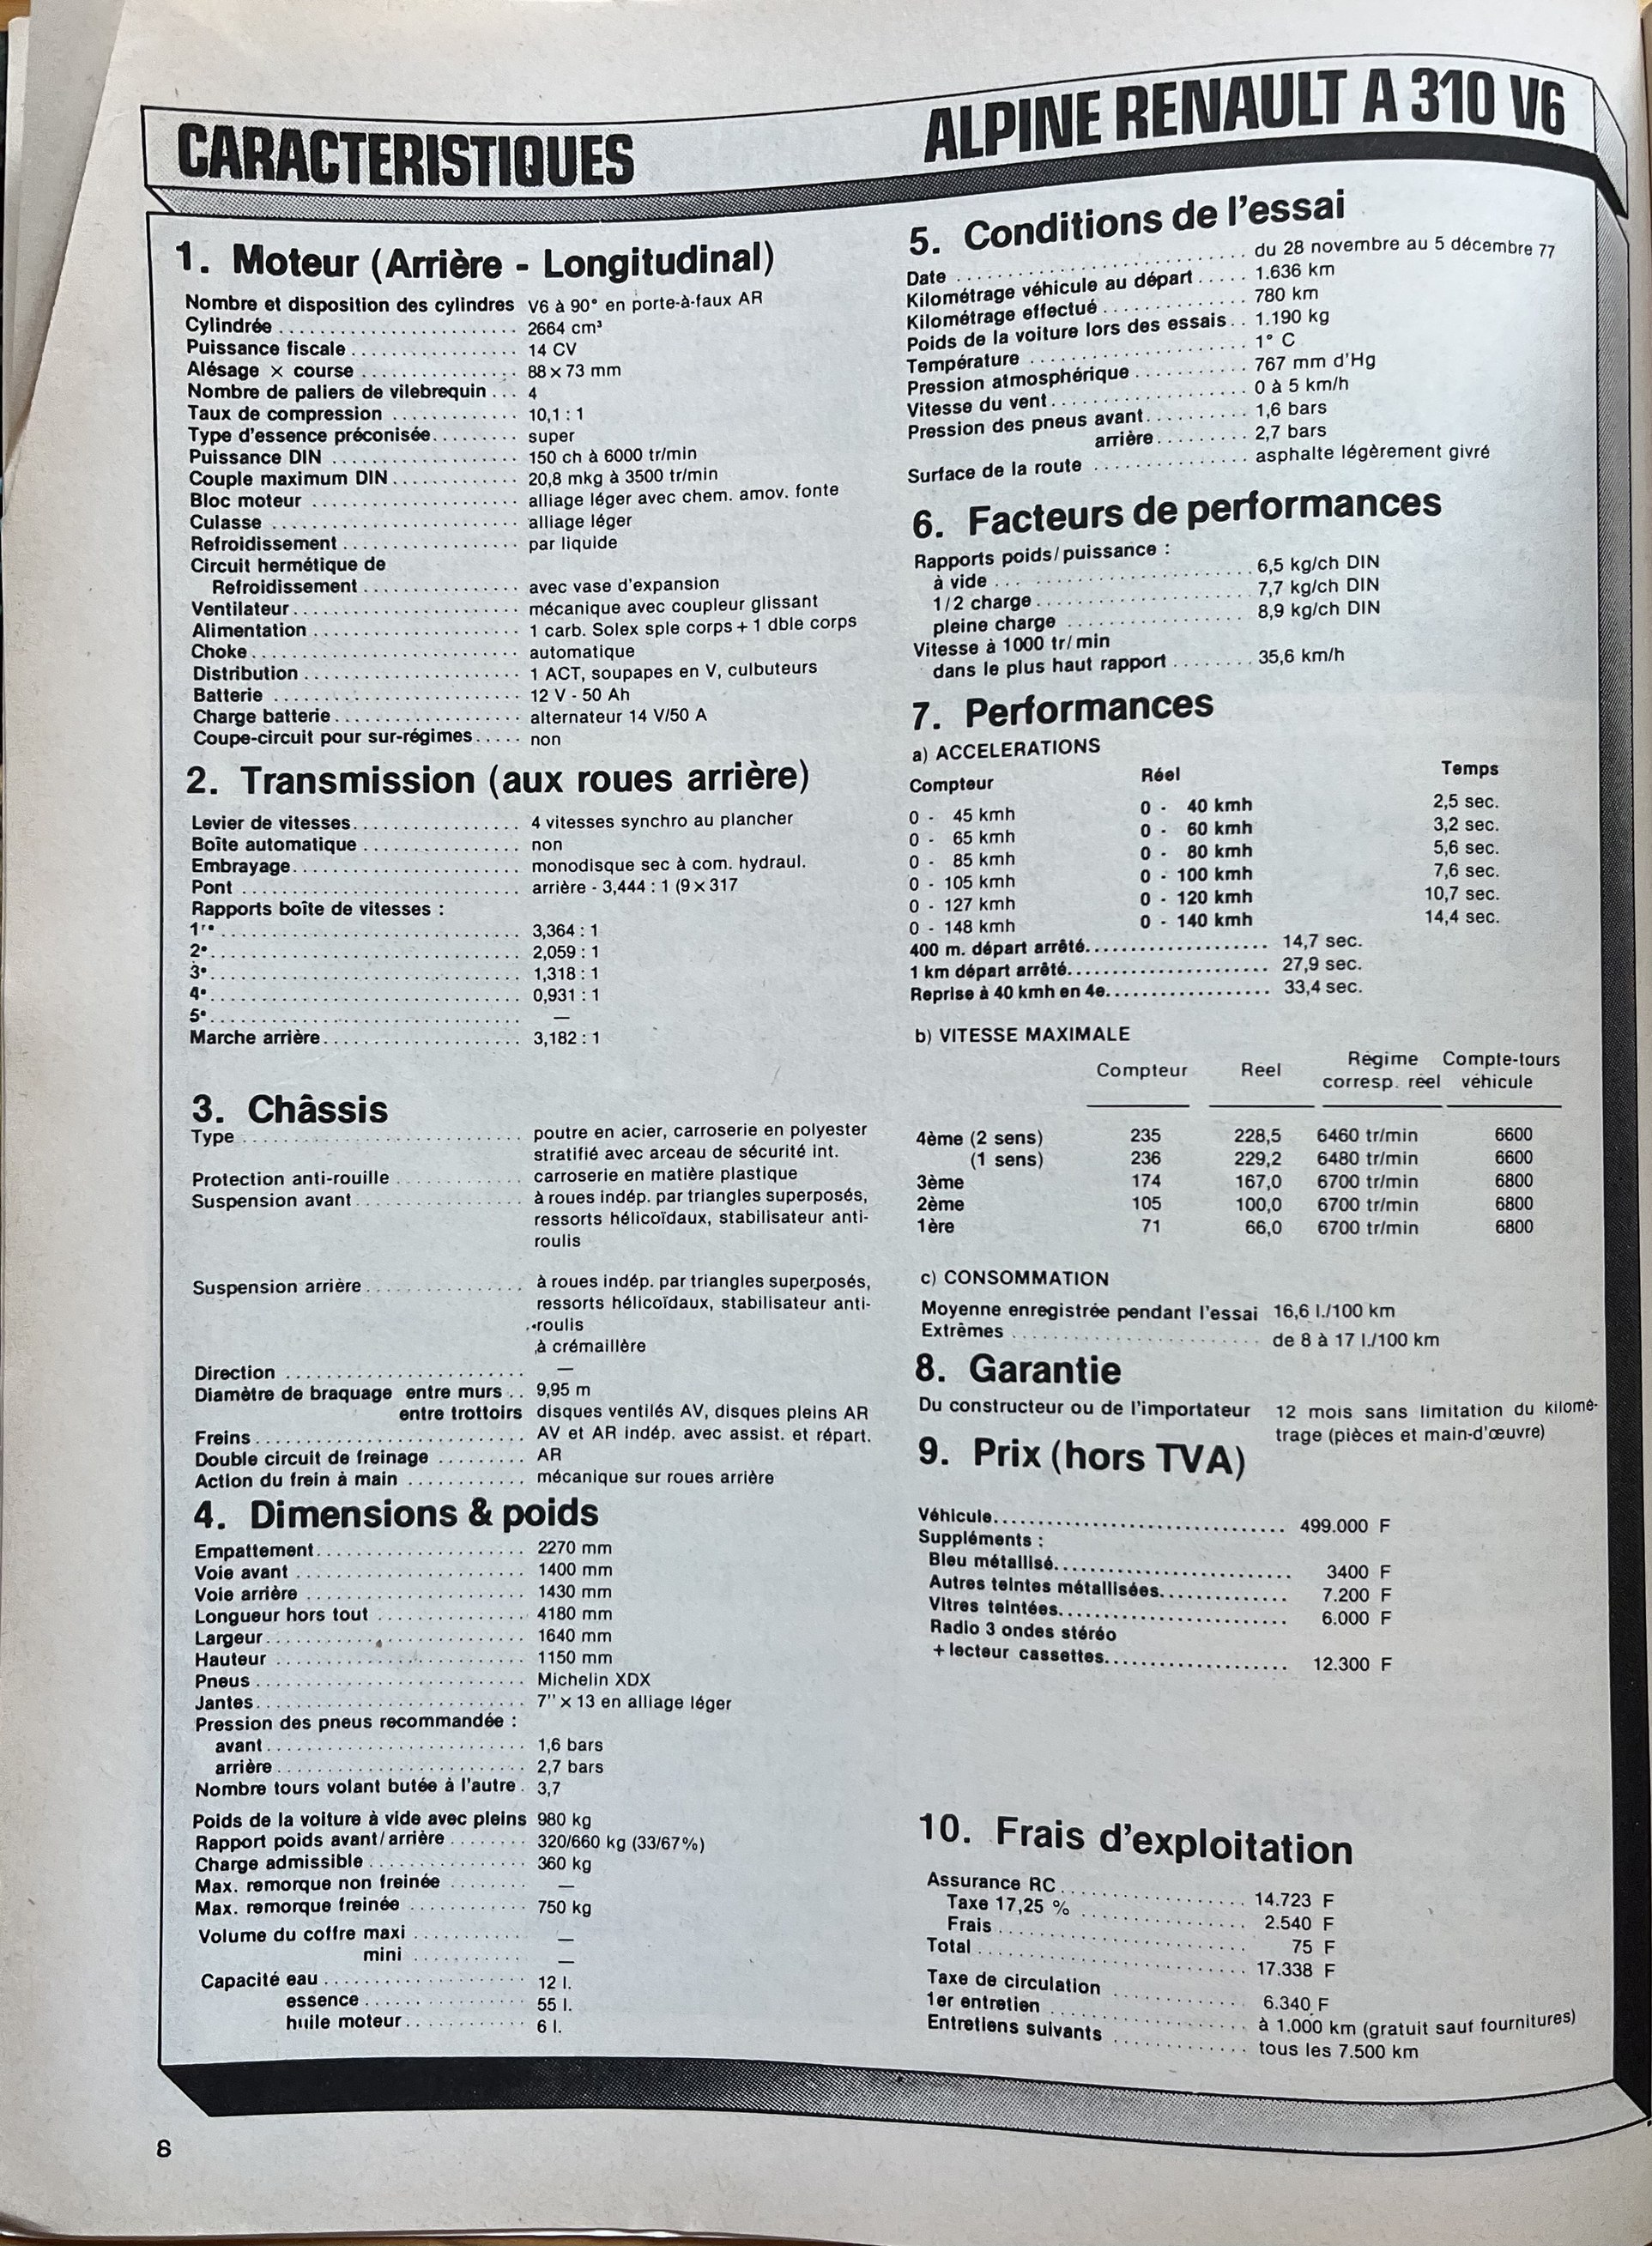 CARACTERISTIQUES
ALPINE RENAULT A 310 V6
1. Moteur (Arrière - Longitudinal)
Nombre et disposition des cylindres V6 à 90° en porte-à-faux AR
Cylindrée ........................ 2664 cm³
Puissance fiscale ................. 14 CV
Alésage × course ................ 88 × 73 mm
Nombre de paliers de vilebrequin ... 4
Taux de compression ............. 10,1 : 1
Type d'essence préconisée ......... super
Puissance DIN ................... 150 ch à 6000 tr/min
Couple maximum DIN ............. 20,8 mkg à 3500 tr/min
Bloc moteur ..................... alliage léger avec chem. amov. fonte
Culasse ......................... alliage léger
Refroidissement .................. par liquide
Circuit hermétique de
Refroidissement ................ avec vase d'expansion
Ventilateur ....................... mécanique avec coupleur glissant
Alimentation ..................... 1 carb. Solex sple corps + 1 dble corps
Choke ........................... automatique
Distribution ...................... 1 ACT, soupapes en V, culbuteurs
Batterie ......................... 12 V - 50 Ah
Charge batterie ................... alternateur 14 V/50 A
Coupe-circuit pour sur-régimes ..... non
2. Transmission (aux roues arrière)
Levier de vitesses ................. 4 vitesses synchro au plancher
Boîte automatique ................ non
Embrayage ....................... monodisque sec à com. hydraul.
Pont ............................ arrière - 3,444 : 1 (9 × 317
Rapports boîte de vitesses :
1re .............................. 3,364 : 1
2e ............................... 2,059 : 1
3e ............................... 1,318 : 1
4e ............................... 0,931 : 1
5e ............................... —
Marche arrière .................... 3,182 : 1
3. Châssis
Type ............................ poutre en acier, carroserie en polyester
stratifié avec arceau de sécurité int.
Protection anti-rouille ............. carroserie en matière plastique
Suspension avant ................. à roues indép. par triangles superposés,
ressorts hélicoïdaux, stabilisateur anti-
roulis
Suspension arrière ................ à roues indép. par triangles superposés,
ressorts hélicoïdaux, stabilisateur anti-
roulis
à crémaillère
Direction ........................ —
Diamètre de braquage entre murs .. 9,95 m
entre trottoirs disques ventilés AV, disques pleins AR
Freins ........................... AV et AR indép. avec assist. et répart.
Double circuit de freinage ......... AR
Action du frein à main ............ mécanique sur roues arrière
4. Dimensions & poids
Empattement ..................... 2270 mm
Voie avant ....................... 1400 mm
Voie arrière ...................... 1430 mm
Longueur hors tout ............... 4180 mm
Largeur .......................... 1640 mm
Hauteur ......................... 1150 mm
Pneus ........................... Michelin XDX
Jantes ........................... 7'' × 13 en alliage léger
Pression des pneus recommandée :
avant .......................... 1,6 bars
arrière ......................... 2,7 bars
Nombre tours volant butée à l'autre . 3,7
Poids de la voiture à vide avec pleins 980 kg
Rapport poids avant/arrière ........ 320/660 kg (33/67%)
Charge admissible ................ 360 kg
Max. remorque non freinée ........ —
Max. remorque freinée ............ 750 kg
Volume du coffre maxi ............ —
mini ........... —
Capacité eau ..................... 12 l.
essence ................ 55 l.
huile moteur ............ 6 l.
5. Conditions de l'essai
Date ............................. du 28 novembre au 5 décembre 77
Kilométrage véhicule au départ ..... 1.636 km
Kilométrage effectué .............. 780 km
Poids de la voiture lors des essais .. 1.190 kg
Température ...................... 1° C
Pression atmosphérique ........... 767 mm d'Hg
Vitesse du vent ................... 0 à 5 km/h
Pression des pneus avant .......... 1,6 bars
arrière ......... 2,7 bars
Surface de la route ............... asphalte légèrement givré
6. Facteurs de performances
Rapports poids/puissance :
à vide .......................... 6,5 kg/ch DIN
1/2 charge ...................... 7,7 kg/ch DIN
pleine charge ................... 8,9 kg/ch DIN
Vitesse à 1000 tr/min
dans le plus haut rapport ........ 35,6 km/h
7. Performances
a) ACCELERATIONS
Compteur Réel Temps
0 - 45 kmh 0 - 40 kmh 2,5 sec.
0 - 65 kmh 0 - 60 kmh 3,2 sec.
0 - 85 kmh 0 - 80 kmh 5,6 sec.
0 - 105 kmh 0 - 100 kmh 7,6 sec.
0 - 127 kmh 0 - 120 kmh 10,7 sec.
0 - 148 kmh 0 - 140 kmh 14,4 sec.
400 m. départ arrêté .................... 14,7 sec.
1 km départ arrêté ...................... 27,9 sec.
Reprise à 40 kmh en 4e .................. 33,4 sec.
b) VITESSE MAXIMALE
Compteur Réel Régime Compte-tours
corresp. réel véhicule
4ème (2 sens) 235 228,5 6460 tr/min 6600
(1 sens) 236 229,2 6480 tr/min 6600
3ème 174 167,0 6700 tr/min 6800
2ème 105 100,0 6700 tr/min 6800
1ère 71 66,0 6700 tr/min 6800
c) CONSOMMATION
Moyenne enregistrée pendant l'essai 16,6 l./100 km
Extrêmes ......................... de 8 à 17 l./100 km
8. Garantie
Du constructeur ou de l'importateur 12 mois sans limitation du kilomé-
trage (pièces et main-d'œuvre)
9. Prix (hors TVA)
Véhicule ................................ 499.000 F
Suppléments :
Bleu métallisé .......................... 3400 F
Autres teintes métallisées .............. 7.200 F
Vitres teintées ......................... 6.000 F
Radio 3 ondes stéréo
+ lecteur cassettes ..................... 12.300 F
10. Frais d'exploitation
Assurance RC ..................... 14.723 F
Taxe 17,25 % .................. 2.540 F
Frais .......................... 75 F
Total ............................ 17.338 F
Taxe de circulation .............. 6.340 F
1er entretien .................... à 1.000 km (gratuit sauf fournitures)
Entretiens suivants .............. tous les 7.500 km
8